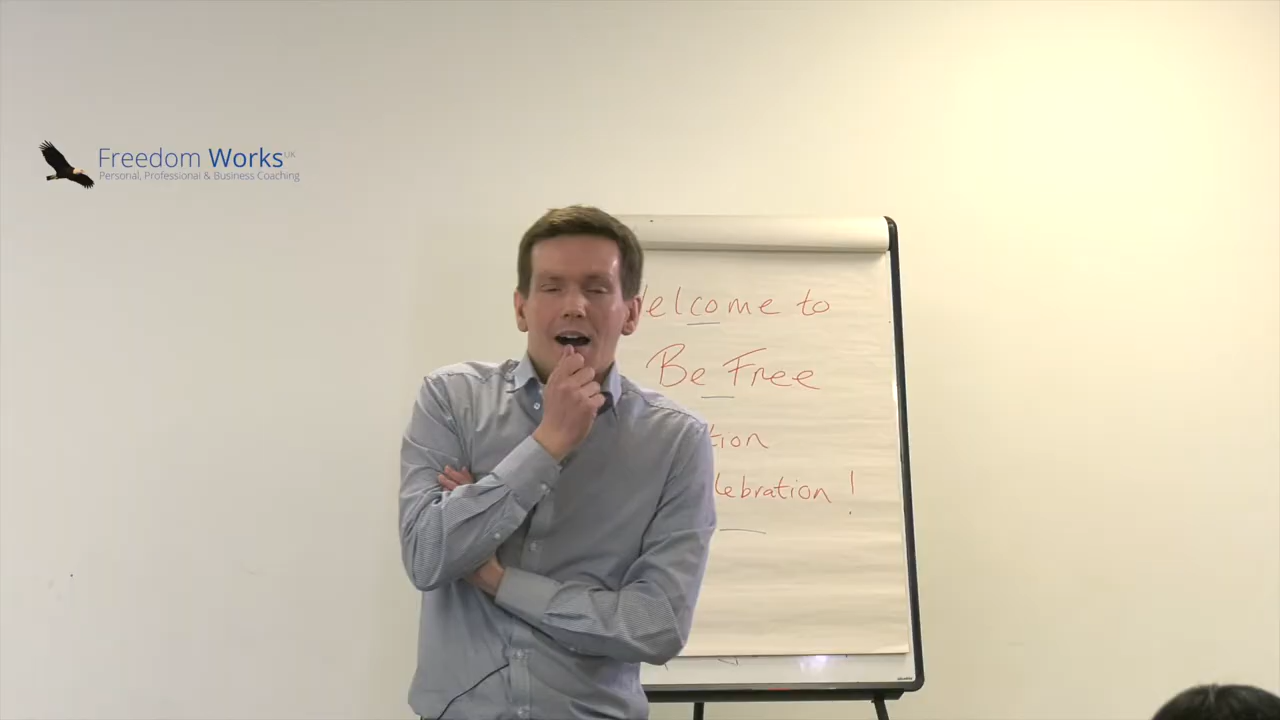 Freedom Works UK
Personal, Professional & Business Coaching
elcome to
Be Free
tion
lebration!